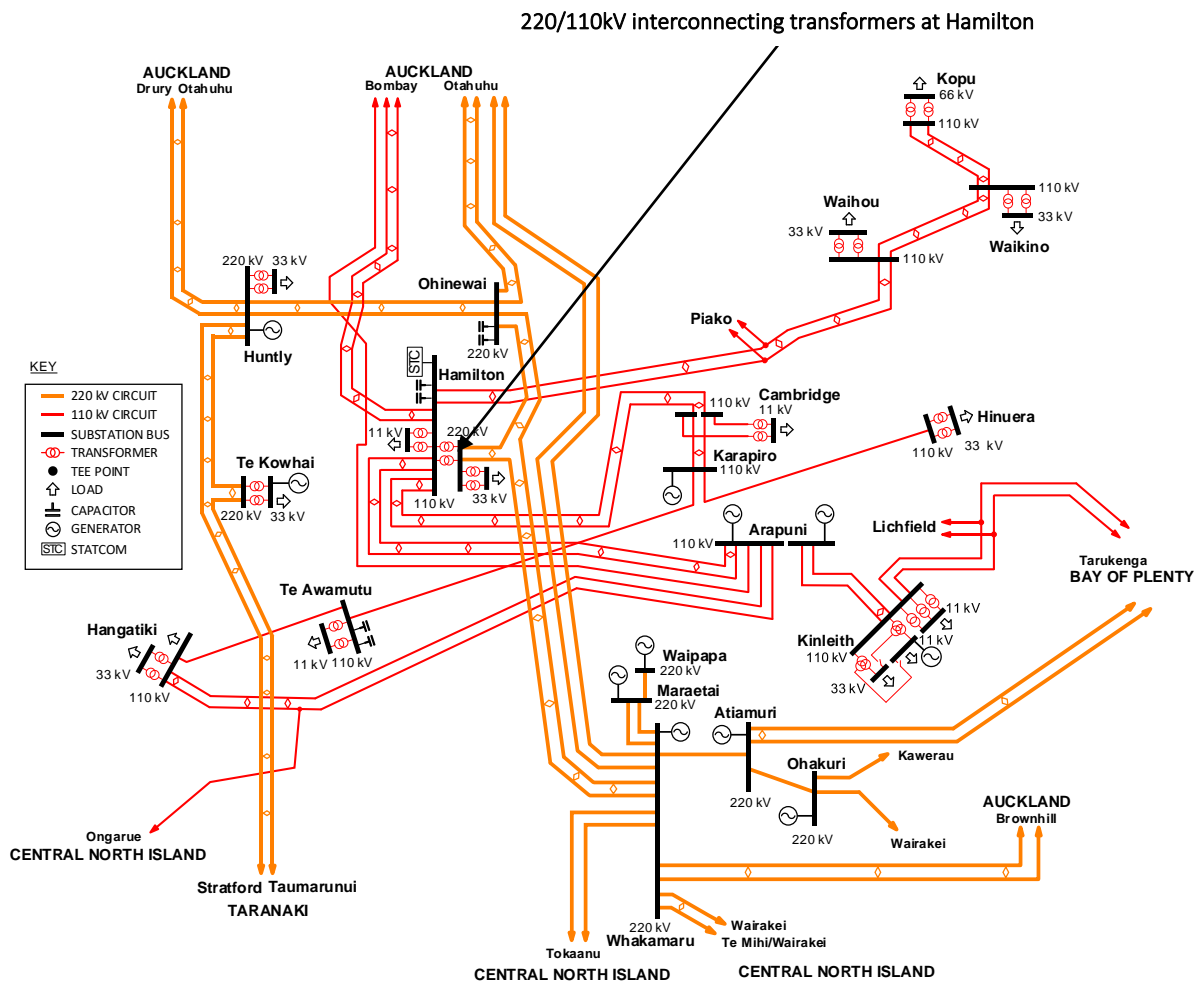 220/110kV interconnecting transformers at Hamilton
AUCKLAND
Drury Otahuhu
AUCKLAND
Bombay
Otahuhu
Kopu
66 kV
110 kV
110 kV
33 kV
Waikino
Waihou
33 kV
110 kV
220 kV
33 kV
Huntly
Ohinewai
220 kV
Piako
KEY
220 kV CIRCUIT
110 kV CIRCUIT
SUBSTATION BUS
TRANSFORMER
TEE POINT
LOAD
CAPACITOR
GENERATOR
STC
STATCOM
STC
Hamilton
11 kV
220 kV
33 kV
110 kV
Te Kowhai
220 kV
33 kV
110 kV
Cambridge
11 kV
Karapiro
110 kV
Hinuera
110 kV
33 kV
Arapuni
110 kV
Lichfield
Tarukenga
BAY OF PLENTY
Te Awamutu
11 kV
110 kV
Hangatiki
33 kV
110 kV
Kinleith
110 kV
11 kV
11 kV
33 kV
Waipapa
220 kV
Maraetai
220 kV
Atiamuri
220 kV
Ohakuri
220 kV
Kawerau
Wairakei
AUCKLAND
Brownhill
Ongarue
CENTRAL NORTH ISLAND
Stratford Taumarunui
TARANAKI
220 kV
Whakamaru
Wairakei
Te Mihi/Wairakei
CENTRAL NORTH ISLAND
Tokaanu
CENTRAL NORTH ISLAND